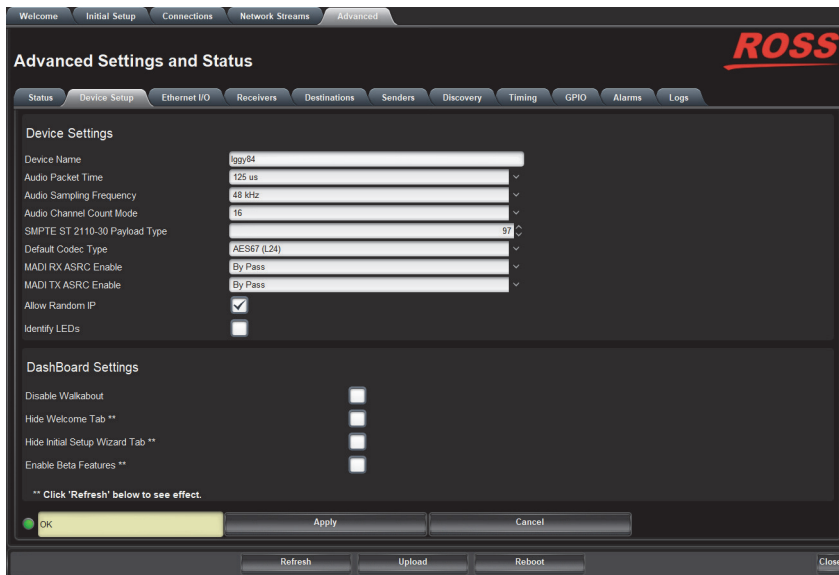 Welcome Initial Setup Connections Network Streams Advanced
ROSS
Advanced Settings and Status
Status Device Setup Ethernet I/O Receivers Destinations Senders Discovery Timing GPIO Alarms Logs
Device Settings
Device Name Iggy84
Audio Packet Time 125 us
Audio Sampling Frequency 48 kHz
Audio Channel Count Mode 16
SMPTE ST 2110-30 Payload Type 97
Default Codec Type AES67 (L24)
MADI RX ASRC Enable By Pass
MADI TX ASRC Enable By Pass
Allow Random IP
Identify LEDs
DashBoard Settings
Disable Walkabout
Hide Welcome Tab **
Hide Initial Setup Wizard Tab **
Enable Beta Features **
** Click 'Refresh' below to see effect.
OK Apply Cancel
Refresh Upload Reboot Close